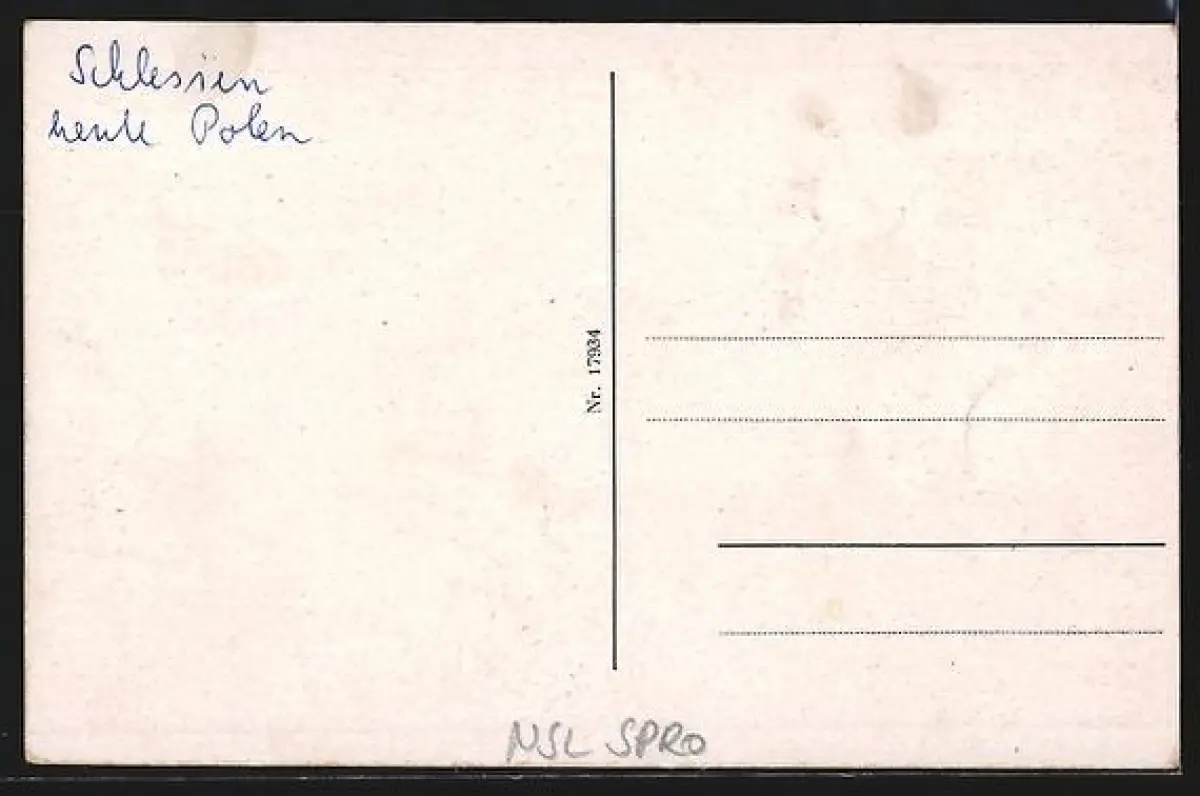 Schlesien
heute Polen
Nr. 17934
NSL SPRO